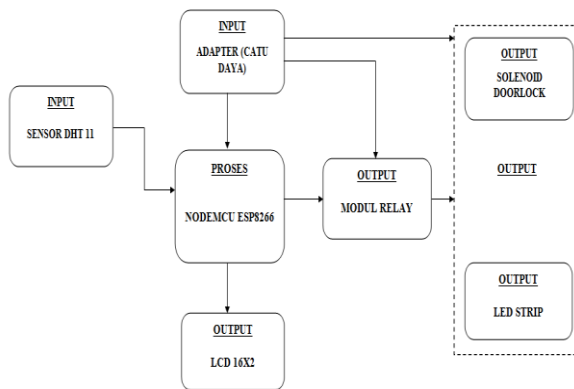 INPUT
ADAPTER (CATU
DAYA)
OUTPUT
SOLENOID
DOORLOCK
INPUT
SENSOR DHT 11
PROSES
NODEMCU ESP8266
OUTPUT
MODUL RELAY
OUTPUT
OUTPUT
LED STRIP
OUTPUT
LCD 16X2